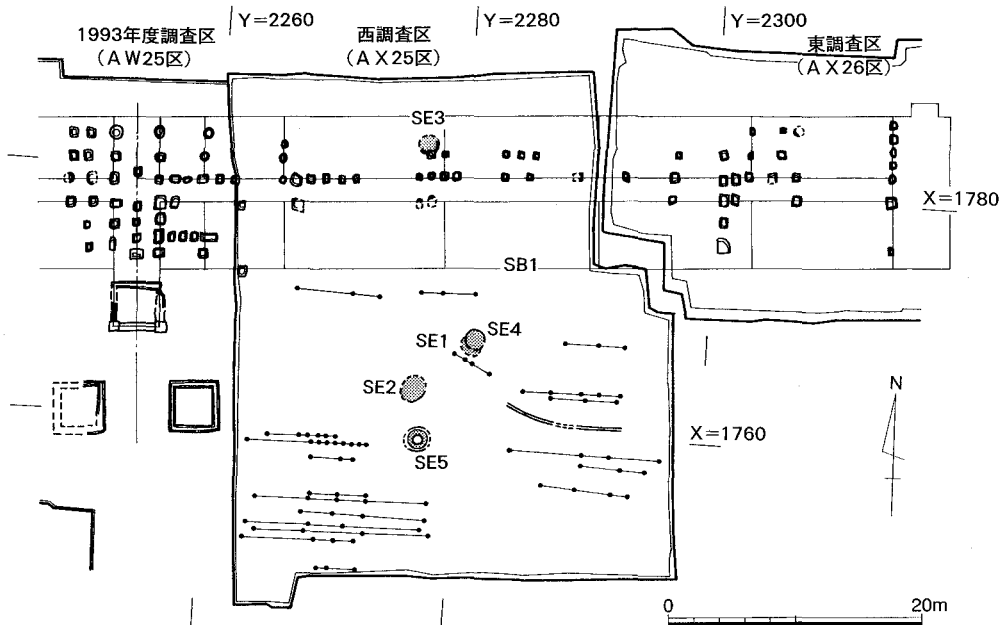 Y=2260
Y=2280
Y=2300
1993年度調査区
(AW25区)
西調査区
(AX25区)
東調査区
(AX26区)
SE3
X=1780
SB1
SE4
SE1
SE2
N
X=1760
SE5
0
20m